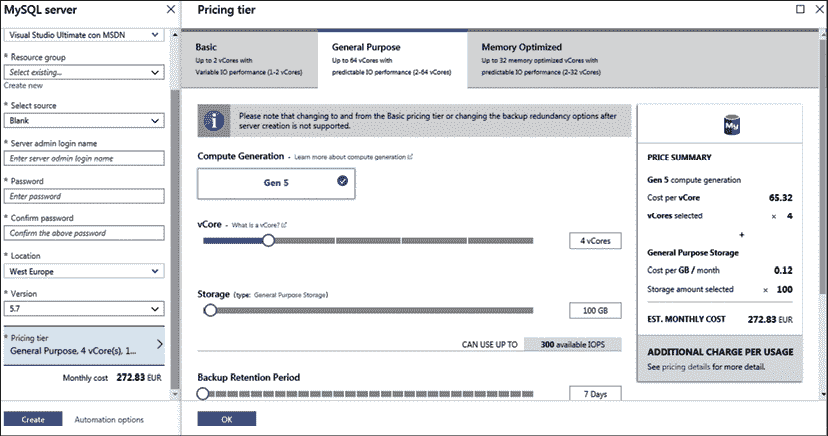 MySQL server
Visual Studio Ultimate con MSDN
* Resource group
Select existing...
Create new
* Select source
Blank
* Server admin login name
Enter server admin login name
* Password
Enter password
* Confirm password
Confirm the above password
* Location
West Europe
* Version
5.7
* Pricing tier
General Purpose, 4 vCore(s), 1...
Monthly cost 272.83 EUR
Create Automation options
Pricing tier
Basic
Up to 2 vCores with
Variable IO performance (1-2 vCores)
General Purpose
Up to 64 vCores with
predictable IO performance (2-64 vCores)
Memory Optimized
Up to 32 memory optimized vCores with
predictable IO performance (2-32 vCores)
Please note that changing to and from the Basic pricing tier or changing the backup redundancy options after
server creation is not supported.
Compute Generation - Learn more about compute generation
Gen 5
vCore - What is a vCore?
4 vCores
Storage (type: General Purpose Storage)
100 GB
CAN USE UP TO 300 available IOPS
Backup Retention Period
7 Days
OK
My
PRICE SUMMARY
Gen 5 compute generation
Cost per vCore 65.32
vCores selected × 4
+
General Purpose Storage
Cost per GB / month 0.12
Storage amount selected × 100
EST. MONTHLY COST 272.83 EUR
ADDITIONAL CHARGE PER USAGE
See pricing details for more detail.